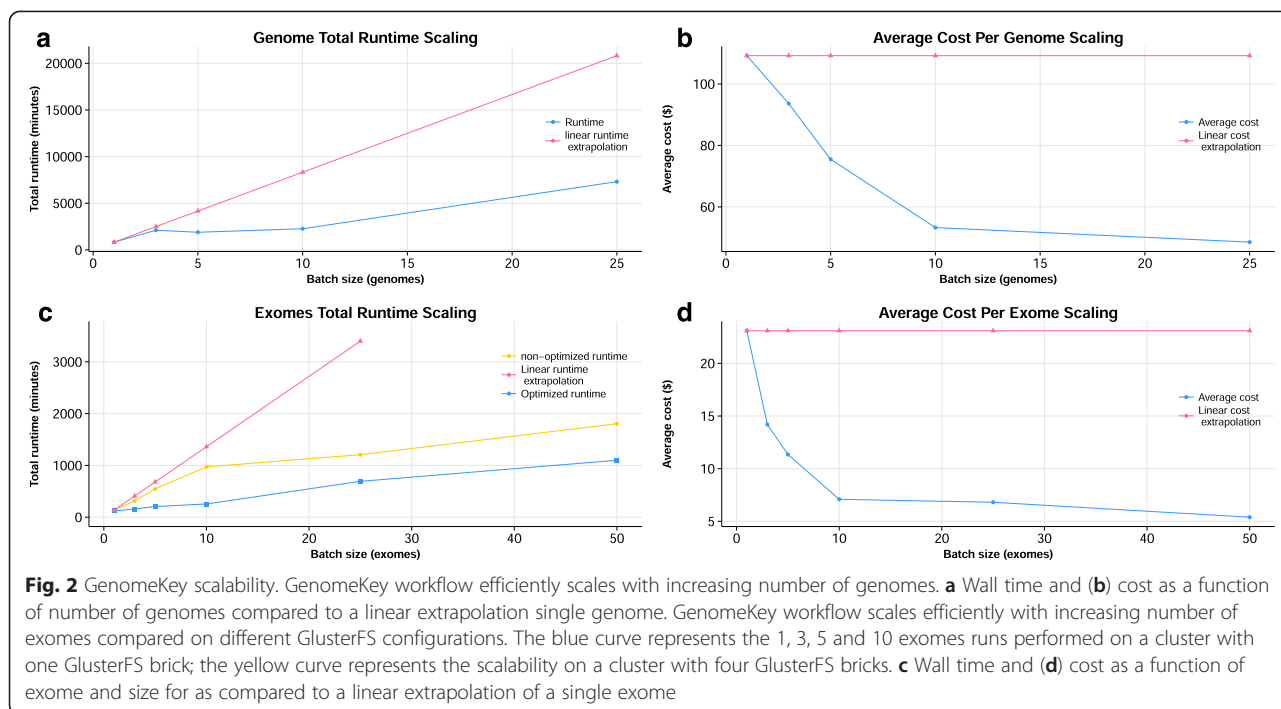 a
Genome Total Runtime Scaling
20000
15000
10000
5000
0
Total runtime (minutes)
Runtime
linear runtime
extrapolation
0 5 10 15 20 25
Batch size (genomes)
b
Average Cost Per Genome Scaling
100
80
60
Average cost ($)
Average cost
Linear cost
extrapolation
0 5 10 15 20 25
Batch size (genomes)
c
Exomes Total Runtime Scaling
3000
2000
1000
0
Total runtime (minutes)
non-optimized runtime
Linear runtime
extrapolation
Optimized runtime
0 10 20 30 40 50
Batch size (exomes)
d
Average Cost Per Exome Scaling
20
15
10
5
Average cost ($)
Average cost
Linear cost
extrapolation
0 10 20 30 40 50
Batch size (exomes)
Fig. 2 GenomeKey scalability. GenomeKey workflow efficiently scales with increasing number of genomes. a Wall time and (b) cost as a function
of number of genomes compared to a linear extrapolation single genome. GenomeKey workflow scales efficiently with increasing number of
exomes compared on different GlusterFS configurations. The blue curve represents the 1, 3, 5 and 10 exomes runs performed on a cluster with
one GlusterFS brick; the yellow curve represents the scalability on a cluster with four GlusterFS bricks. c Wall time and (d) cost as a function of
exome and size for as compared to a linear extrapolation of a single exome